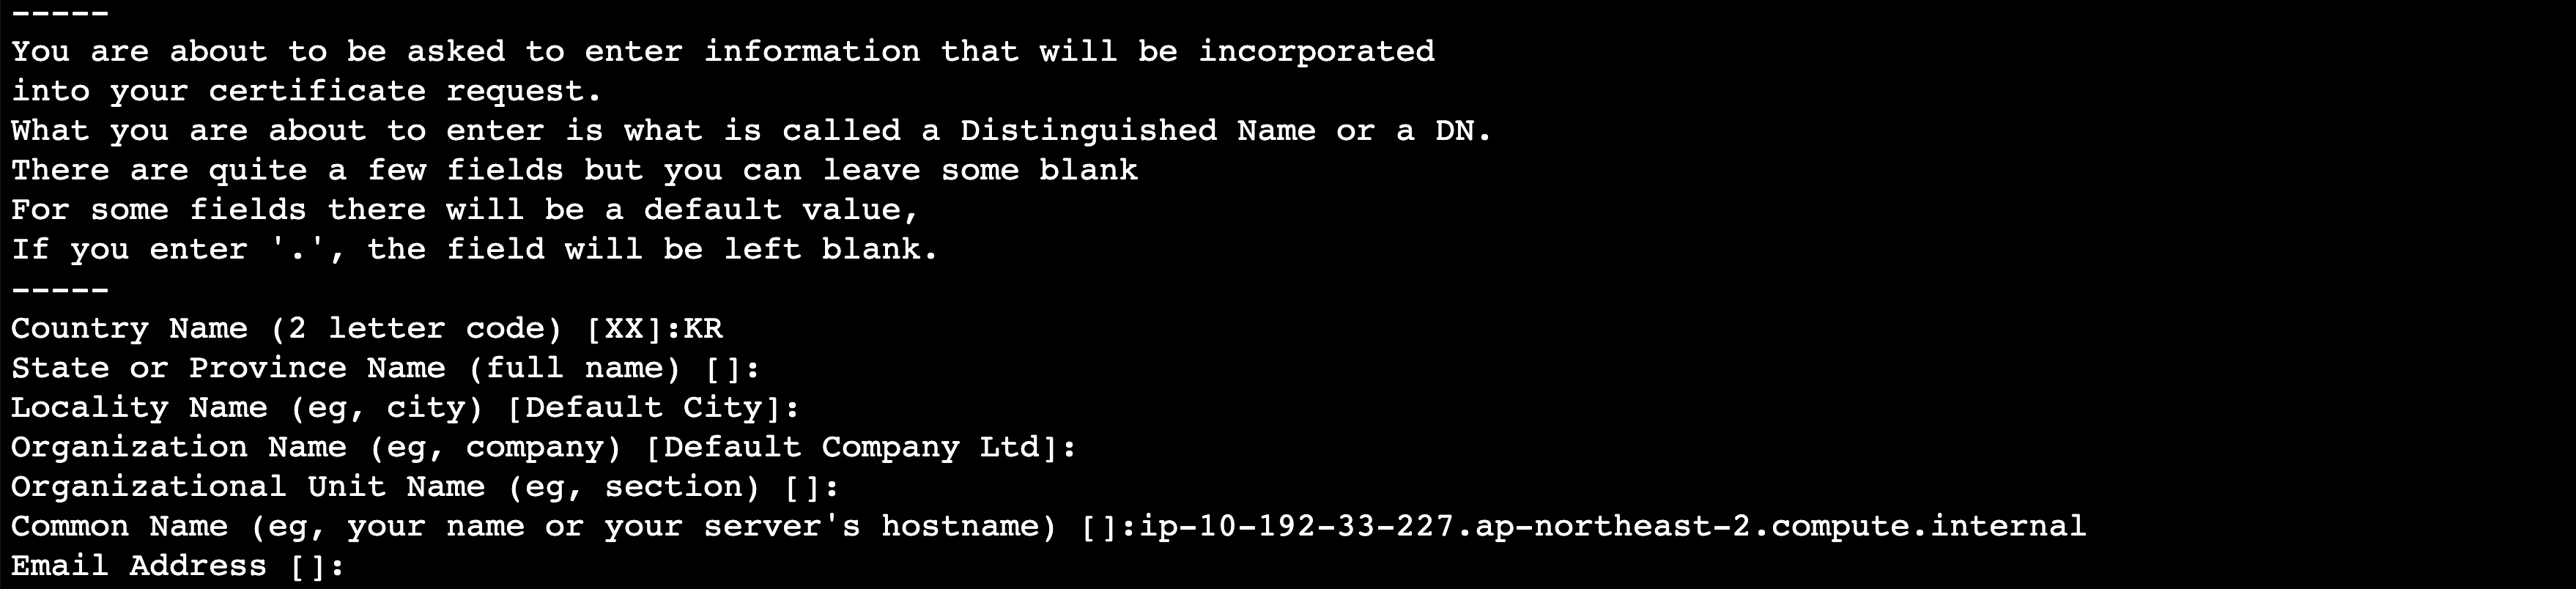 -----
You are about to be asked to enter information that will be incorporated
into your certificate request.
What you are about to enter is what is called a Distinguished Name or a DN.
There are quite a few fields but you can leave some blank
For some fields there will be a default value,
If you enter '.', the field will be left blank.
-----
Country Name (2 letter code) [XX]:KR
State or Province Name (full name) []:
Locality Name (eg, city) [Default City]:
Organization Name (eg, company) [Default Company Ltd]:
Organizational Unit Name (eg, section) []:
Common Name (eg, your name or your server's hostname) []:ip-10-192-33-227.ap-northeast-2.compute.internal
Email Address []: